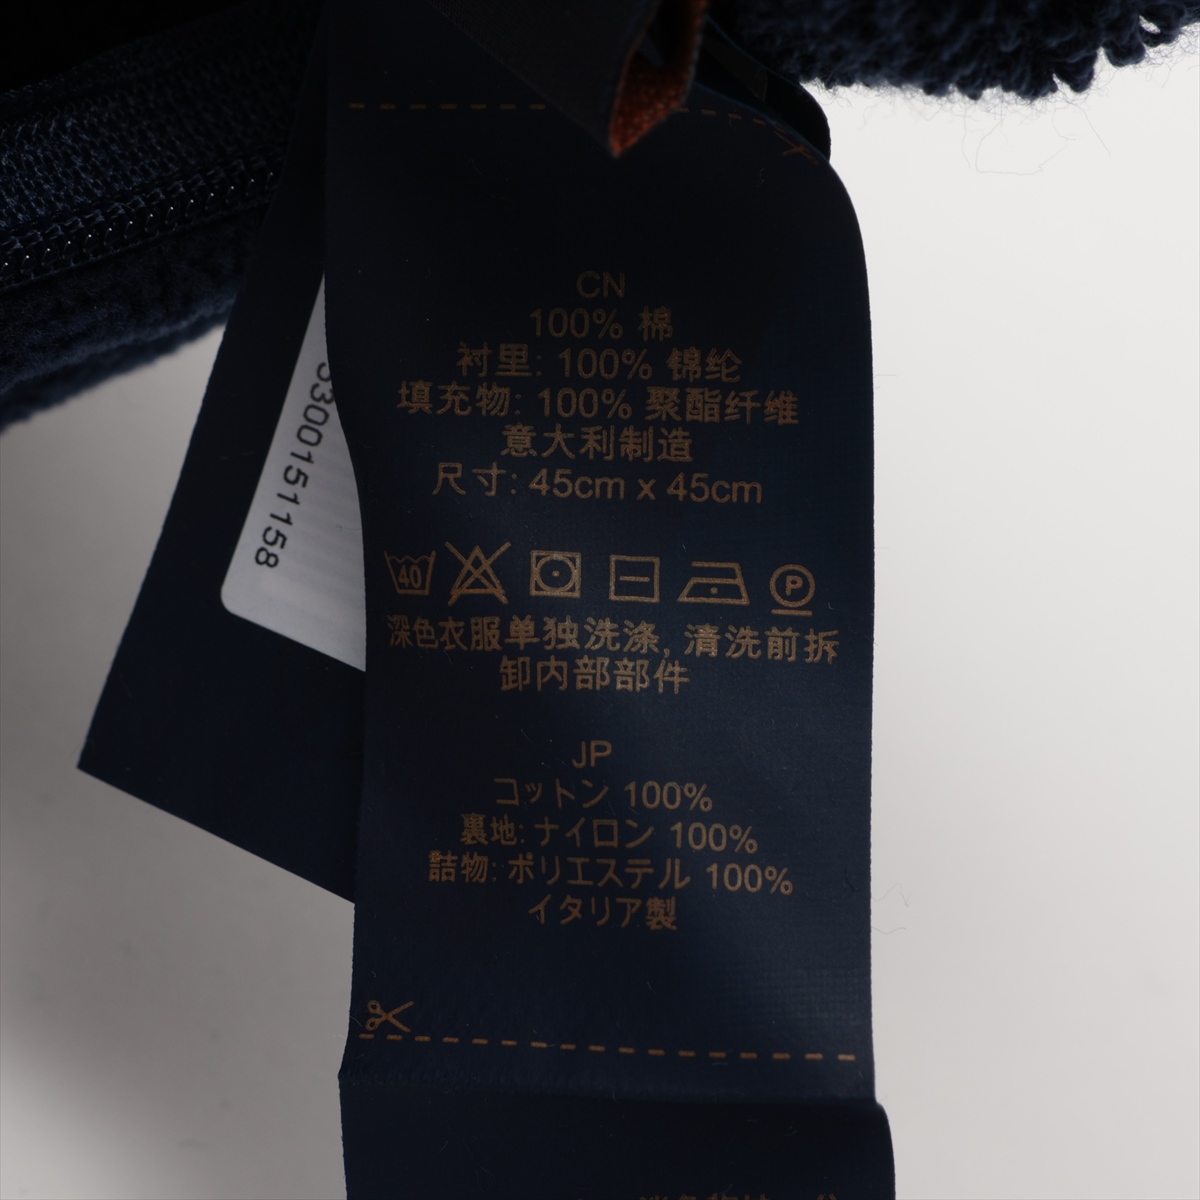 CN
100% 棉
衬里: 100% 锦纶
填充物: 100% 聚酯纤维
意大利制造
尺寸: 45cm x 45cm
40
P
深色衣服单独洗涤, 清洗前拆
卸内部部件
JP
コットン 100%
裏地: ナイロン 100%
詰物: ポリエステル 100%
イタリア製
3300151158